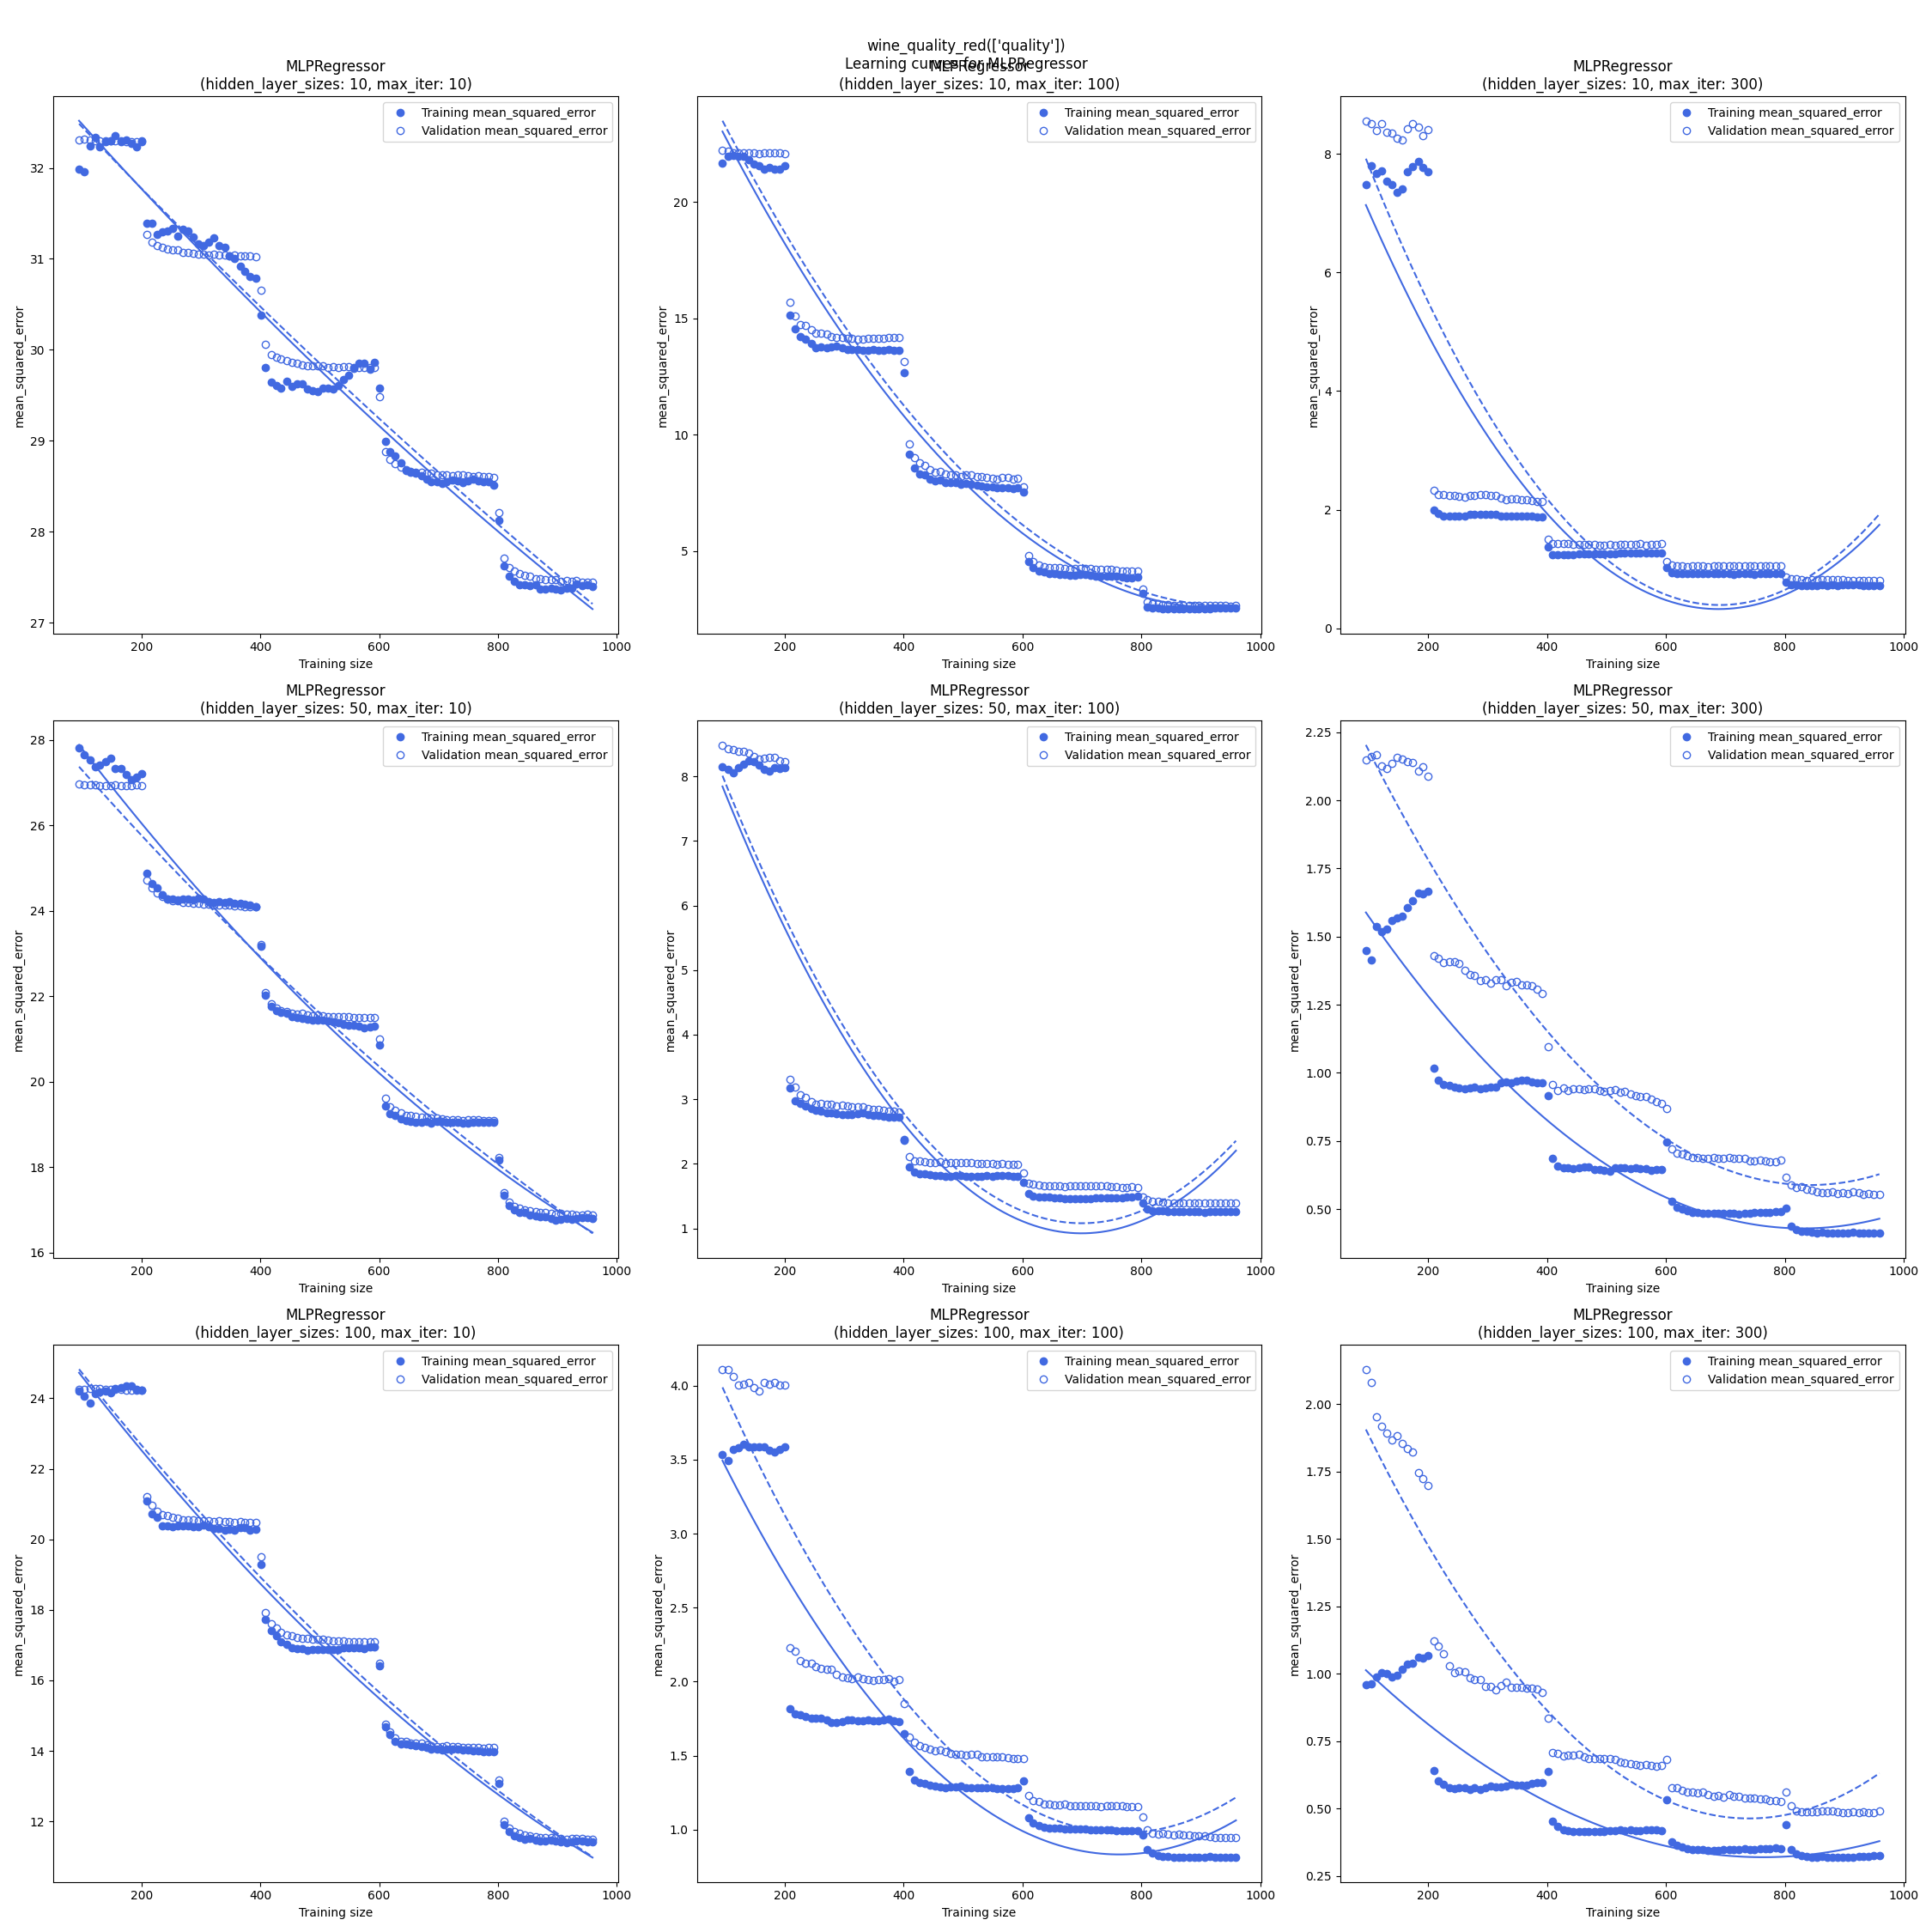 wine_quality_red(['quality'])
Learning curves for MLPRegressor
MLPRegressor
(hidden_layer_sizes: 10, max_iter: 10)
Training mean_squared_error
Validation mean_squared_error
32
31
30
29
28
27
mean_squared_error
200 400 600 800 1000
Training size
MLPRegressor
(hidden_layer_sizes: 10, max_iter: 100)
Training mean_squared_error
Validation mean_squared_error
20
15
10
5
mean_squared_error
200 400 600 800 1000
Training size
MLPRegressor
(hidden_layer_sizes: 10, max_iter: 300)
Training mean_squared_error
Validation mean_squared_error
8
6
4
2
0
mean_squared_error
200 400 600 800 1000
Training size
MLPRegressor
(hidden_layer_sizes: 50, max_iter: 10)
Training mean_squared_error
Validation mean_squared_error
28
26
24
22
20
18
16
mean_squared_error
200 400 600 800 1000
Training size
MLPRegressor
(hidden_layer_sizes: 50, max_iter: 100)
Training mean_squared_error
Validation mean_squared_error
8
7
6
5
4
3
2
1
mean_squared_error
200 400 600 800 1000
Training size
MLPRegressor
(hidden_layer_sizes: 50, max_iter: 300)
Training mean_squared_error
Validation mean_squared_error
2.25
2.00
1.75
1.50
1.25
1.00
0.75
0.50
mean_squared_error
200 400 600 800 1000
Training size
MLPRegressor
(hidden_layer_sizes: 100, max_iter: 10)
Training mean_squared_error
Validation mean_squared_error
24
22
20
18
16
14
12
mean_squared_error
200 400 600 800 1000
Training size
MLPRegressor
(hidden_layer_sizes: 100, max_iter: 100)
Training mean_squared_error
Validation mean_squared_error
4.0
3.5
3.0
2.5
2.0
1.5
1.0
mean_squared_error
200 400 600 800 1000
Training size
MLPRegressor
(hidden_layer_sizes: 100, max_iter: 300)
Training mean_squared_error
Validation mean_squared_error
2.00
1.75
1.50
1.25
1.00
0.75
0.50
0.25
mean_squared_error
200 400 600 800 1000
Training size